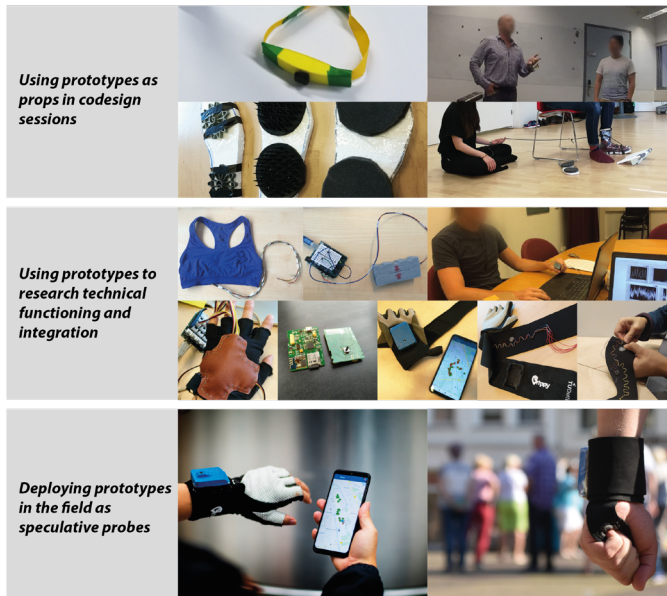 Using prototypes as
props in codesign
sessions
Using prototypes to
research technical
functioning and
integration
Deploying prototypes
in the field as
speculative probes